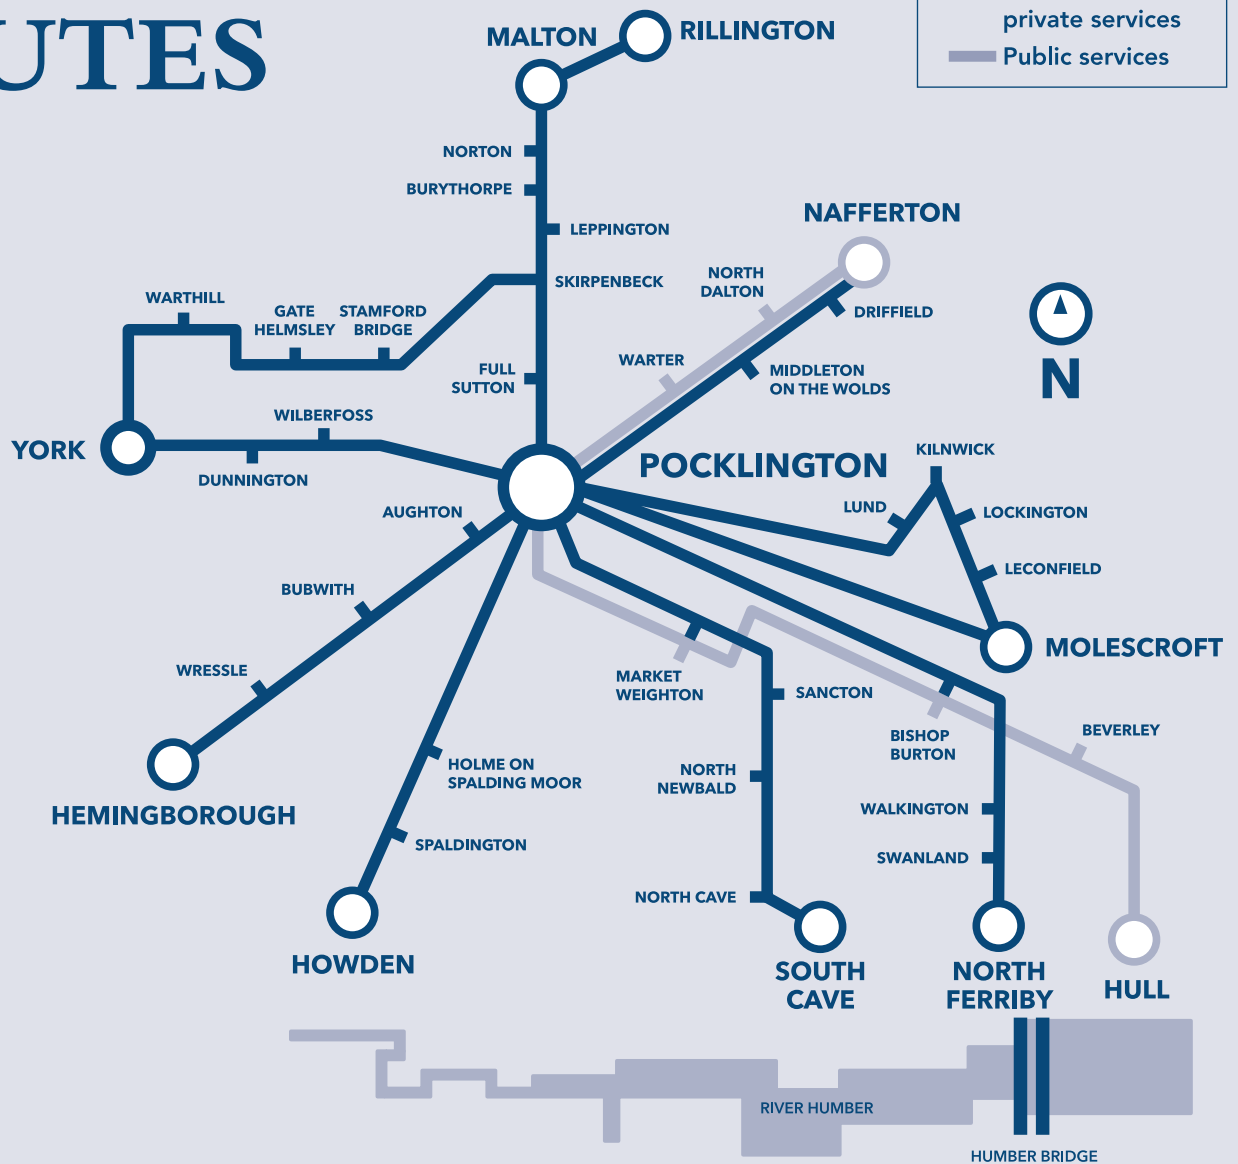 UTES
private services
Public services
MALTON
RILLINGTON
NORTON
BURYTHORPE
LEPPINGTON
SKIRPENBECK
NAFFERTON
NORTH
DALTON
DRIFFIELD
WARTER
MIDDLETON
ON THE WOLDS
N
WARTHILL
GATE
HELMSLEY
STAMFORD
BRIDGE
FULL
SUTTON
YORK
WILBERFOSS
DUNNINGTON
POCKLINGTON
KILNWICK
LUND
LOCKINGTON
LECONFIELD
MOLESCROFT
AUGHTON
BUBWITH
WRESSLE
HEMINGBOROUGH
HOLME ON
SPALDING MOOR
SPALDINGTON
HOWDEN
MARKET
WEIGHTON
SANCTON
NORTH
NEWBALD
NORTH CAVE
SOUTH
CAVE
BISHOP
BURTON
BEVERLEY
WALKINGTON
SWANLAND
NORTH
FERRIBY
HULL
RIVER HUMBER
HUMBER BRIDGE